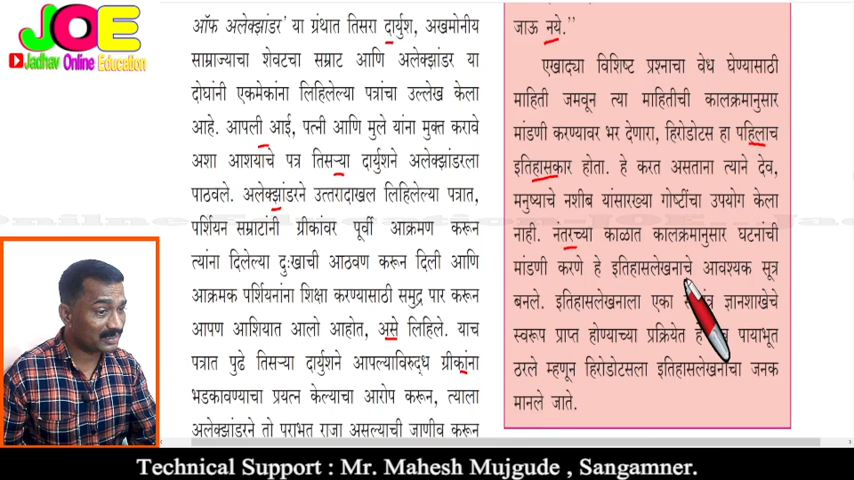 JOE
Jadhav Online Education
ऑफ अलेक्झांडर’ या ग्रंथात तिसरा दार्युश, अखमोनीय
साम्राज्याचा शेवटचा सम्राट आणि अलेक्झांडर या
दोघांनी एकमेकांना लिहिलेल्या पत्रांचा उल्लेख केला
आहे. आपली आई, पत्नी आणि मुले यांना मुक्त करावे
अशा आशयाचे पत्र तिसऱ्या दार्युशने अलेक्झांडरला
पाठवले. अलेक्झांडरने उत्तरादाखल लिहिलेल्या पत्रात,
पर्शियन सम्राटांनी ग्रीकांवर पूर्वी आक्रमण करून
त्यांना दिलेल्या दुःखाची आठवण करून दिली आणि
आक्रमक पर्शियनांना शिक्षा करण्यासाठी समुद्र पार करून
आपण आशियात आलो आहोत, असे लिहिले. याच
पत्रात पुढे तिसऱ्या दार्युशने आपल्याविरुद्ध ग्रीकांना
भडकावण्याचा प्रयत्न केल्याचा आरोप करून, त्याला
अलेक्झांडरने तो पराभूत राजा असल्याची जाणीव करून
जाऊ नये.’’
एखाद्या विशिष्ट प्रश्नाचा वेध घेण्यासाठी
माहिती जमवून त्या माहितीची कालक्रमानुसार
मांडणी करण्यावर भर देणारा, हिरोडोटस हा पहिलाच
इतिहासकार होता. हे करत असताना त्याने देव,
मनुष्याचे नशीब यांसारख्या गोष्टींचा उपयोग केला
नाही. नंतरच्या काळात कालक्रमानुसार घटनांची
मांडणी करणे हे इतिहासलेखनाचे आवश्यक सूत्र
बनले. इतिहासलेखनाला एका ज्ञानशाखेचे
स्वरूप प्राप्त होण्याच्या प्रक्रियेत पायाभूत
ठरले म्हणून हिरोडोटसला इतिहासलेखनाचा जनक
मानले जाते.
Technical Support : Mr. Mahesh Mujgude , Sangamner.